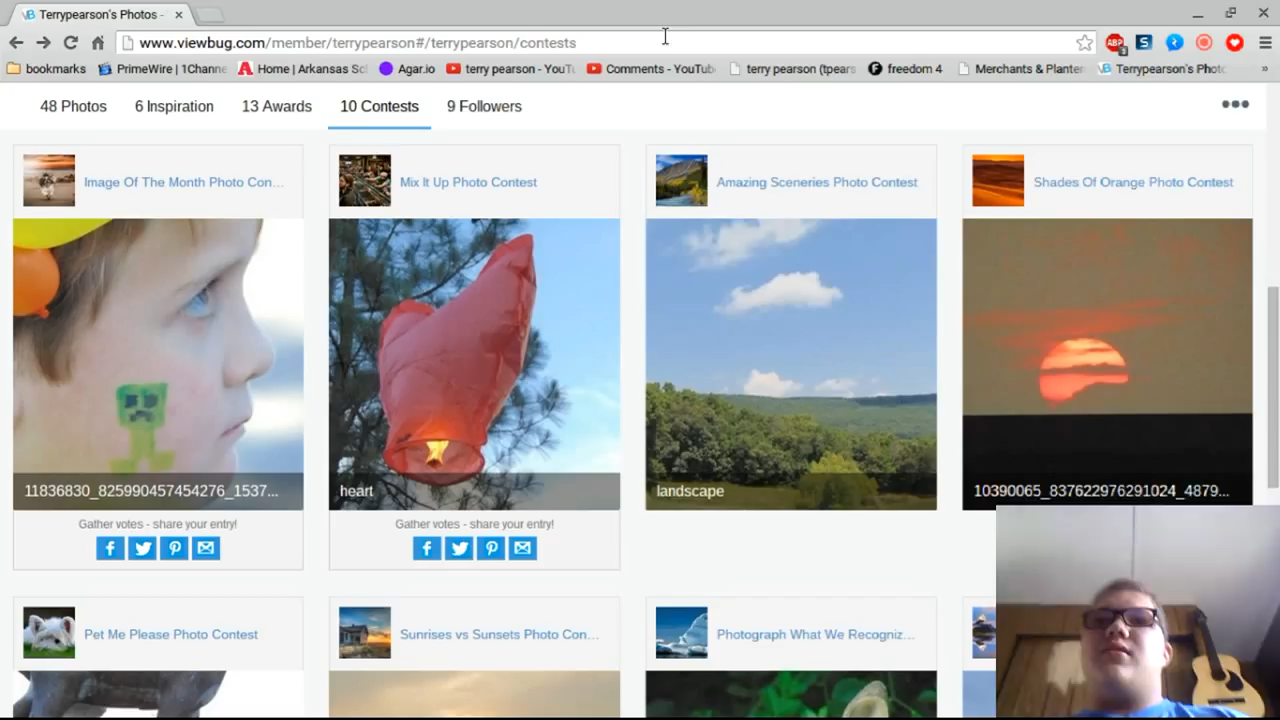 Terrypearson's Photos -
www.viewbug.com/member/terrypearson#/terrypearson/contests
ABP
3
S
bookmarks
PrimeWire | 1Channe
Home | Arkansas Sc
Agar.io
terry pearson - YouTu
Comments - YouTub
terry pearson (tpears
freedom 4
Merchants & Planter
Terrypearson's Photo
»
48 Photos
6 Inspiration
13 Awards
10 Contests
9 Followers
Image Of The Month Photo Con...
Mix It Up Photo Contest
Amazing Sceneries Photo Contest
Shades Of Orange Photo Contest
11836830_825990457454276_1537...
heart
landscape
10390065_837622976291024_4879...
Gather votes - share your entry!
Gather votes - share your entry!
Pet Me Please Photo Contest
Sunrises vs Sunsets Photo Con...
Photograph What We Recogniz...